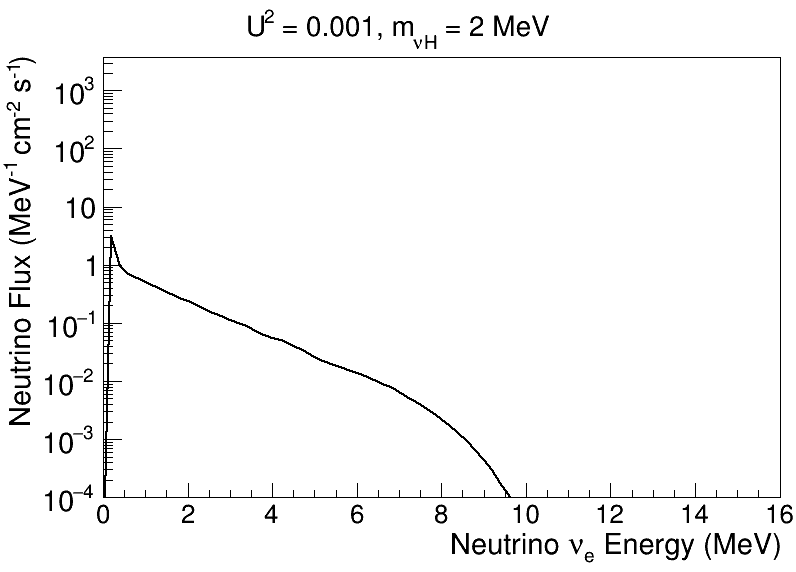 U² = 0.001, m_νH = 2 MeV
Neutrino Flux (MeV⁻¹ cm⁻² s⁻¹)
10³
10²
10
1
10⁻¹
10⁻²
10⁻³
10⁻⁴
0 2 4 6 8 10 12 14 16
Neutrino νₑ Energy (MeV)